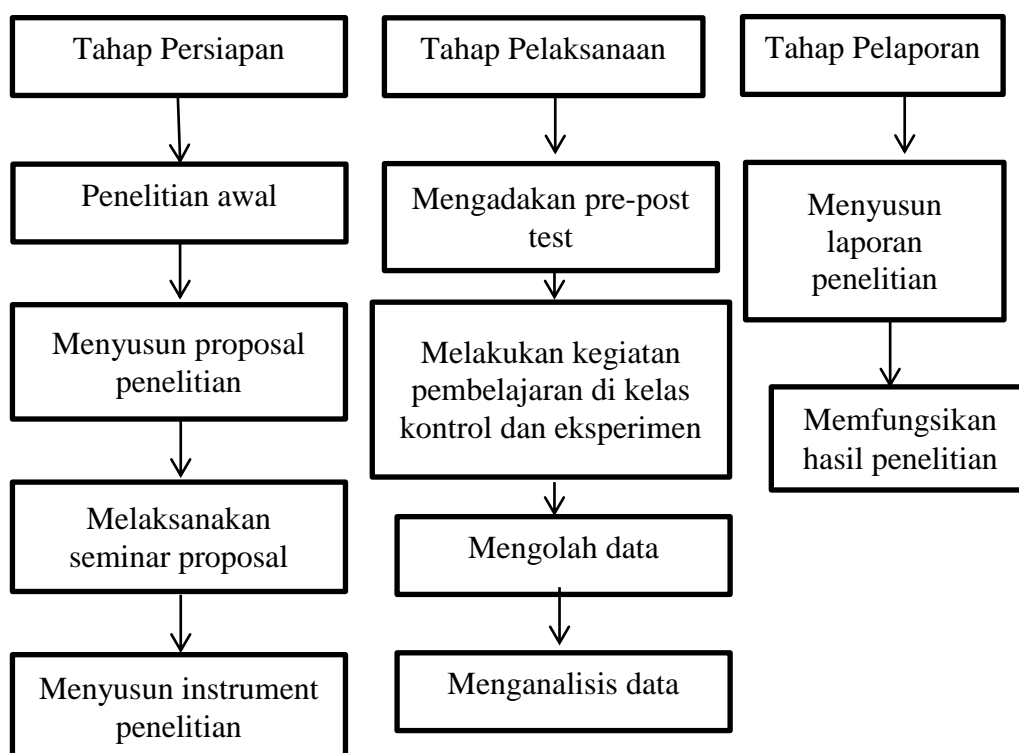 Tahap Persiapan
Penelitian awal
Menyusun proposal
penelitian
Melaksanakan
seminar proposal
Menyusun instrument
penelitian
Tahap Pelaksanaan
Mengadakan pre-post
test
Melakukan kegiatan
pembelajaran di kelas
kontrol dan eksperimen
Mengolah data
Menganalisis data
Tahap Pelaporan
Menyusun
laporan
penelitian
Memfungsikan
hasil penelitian